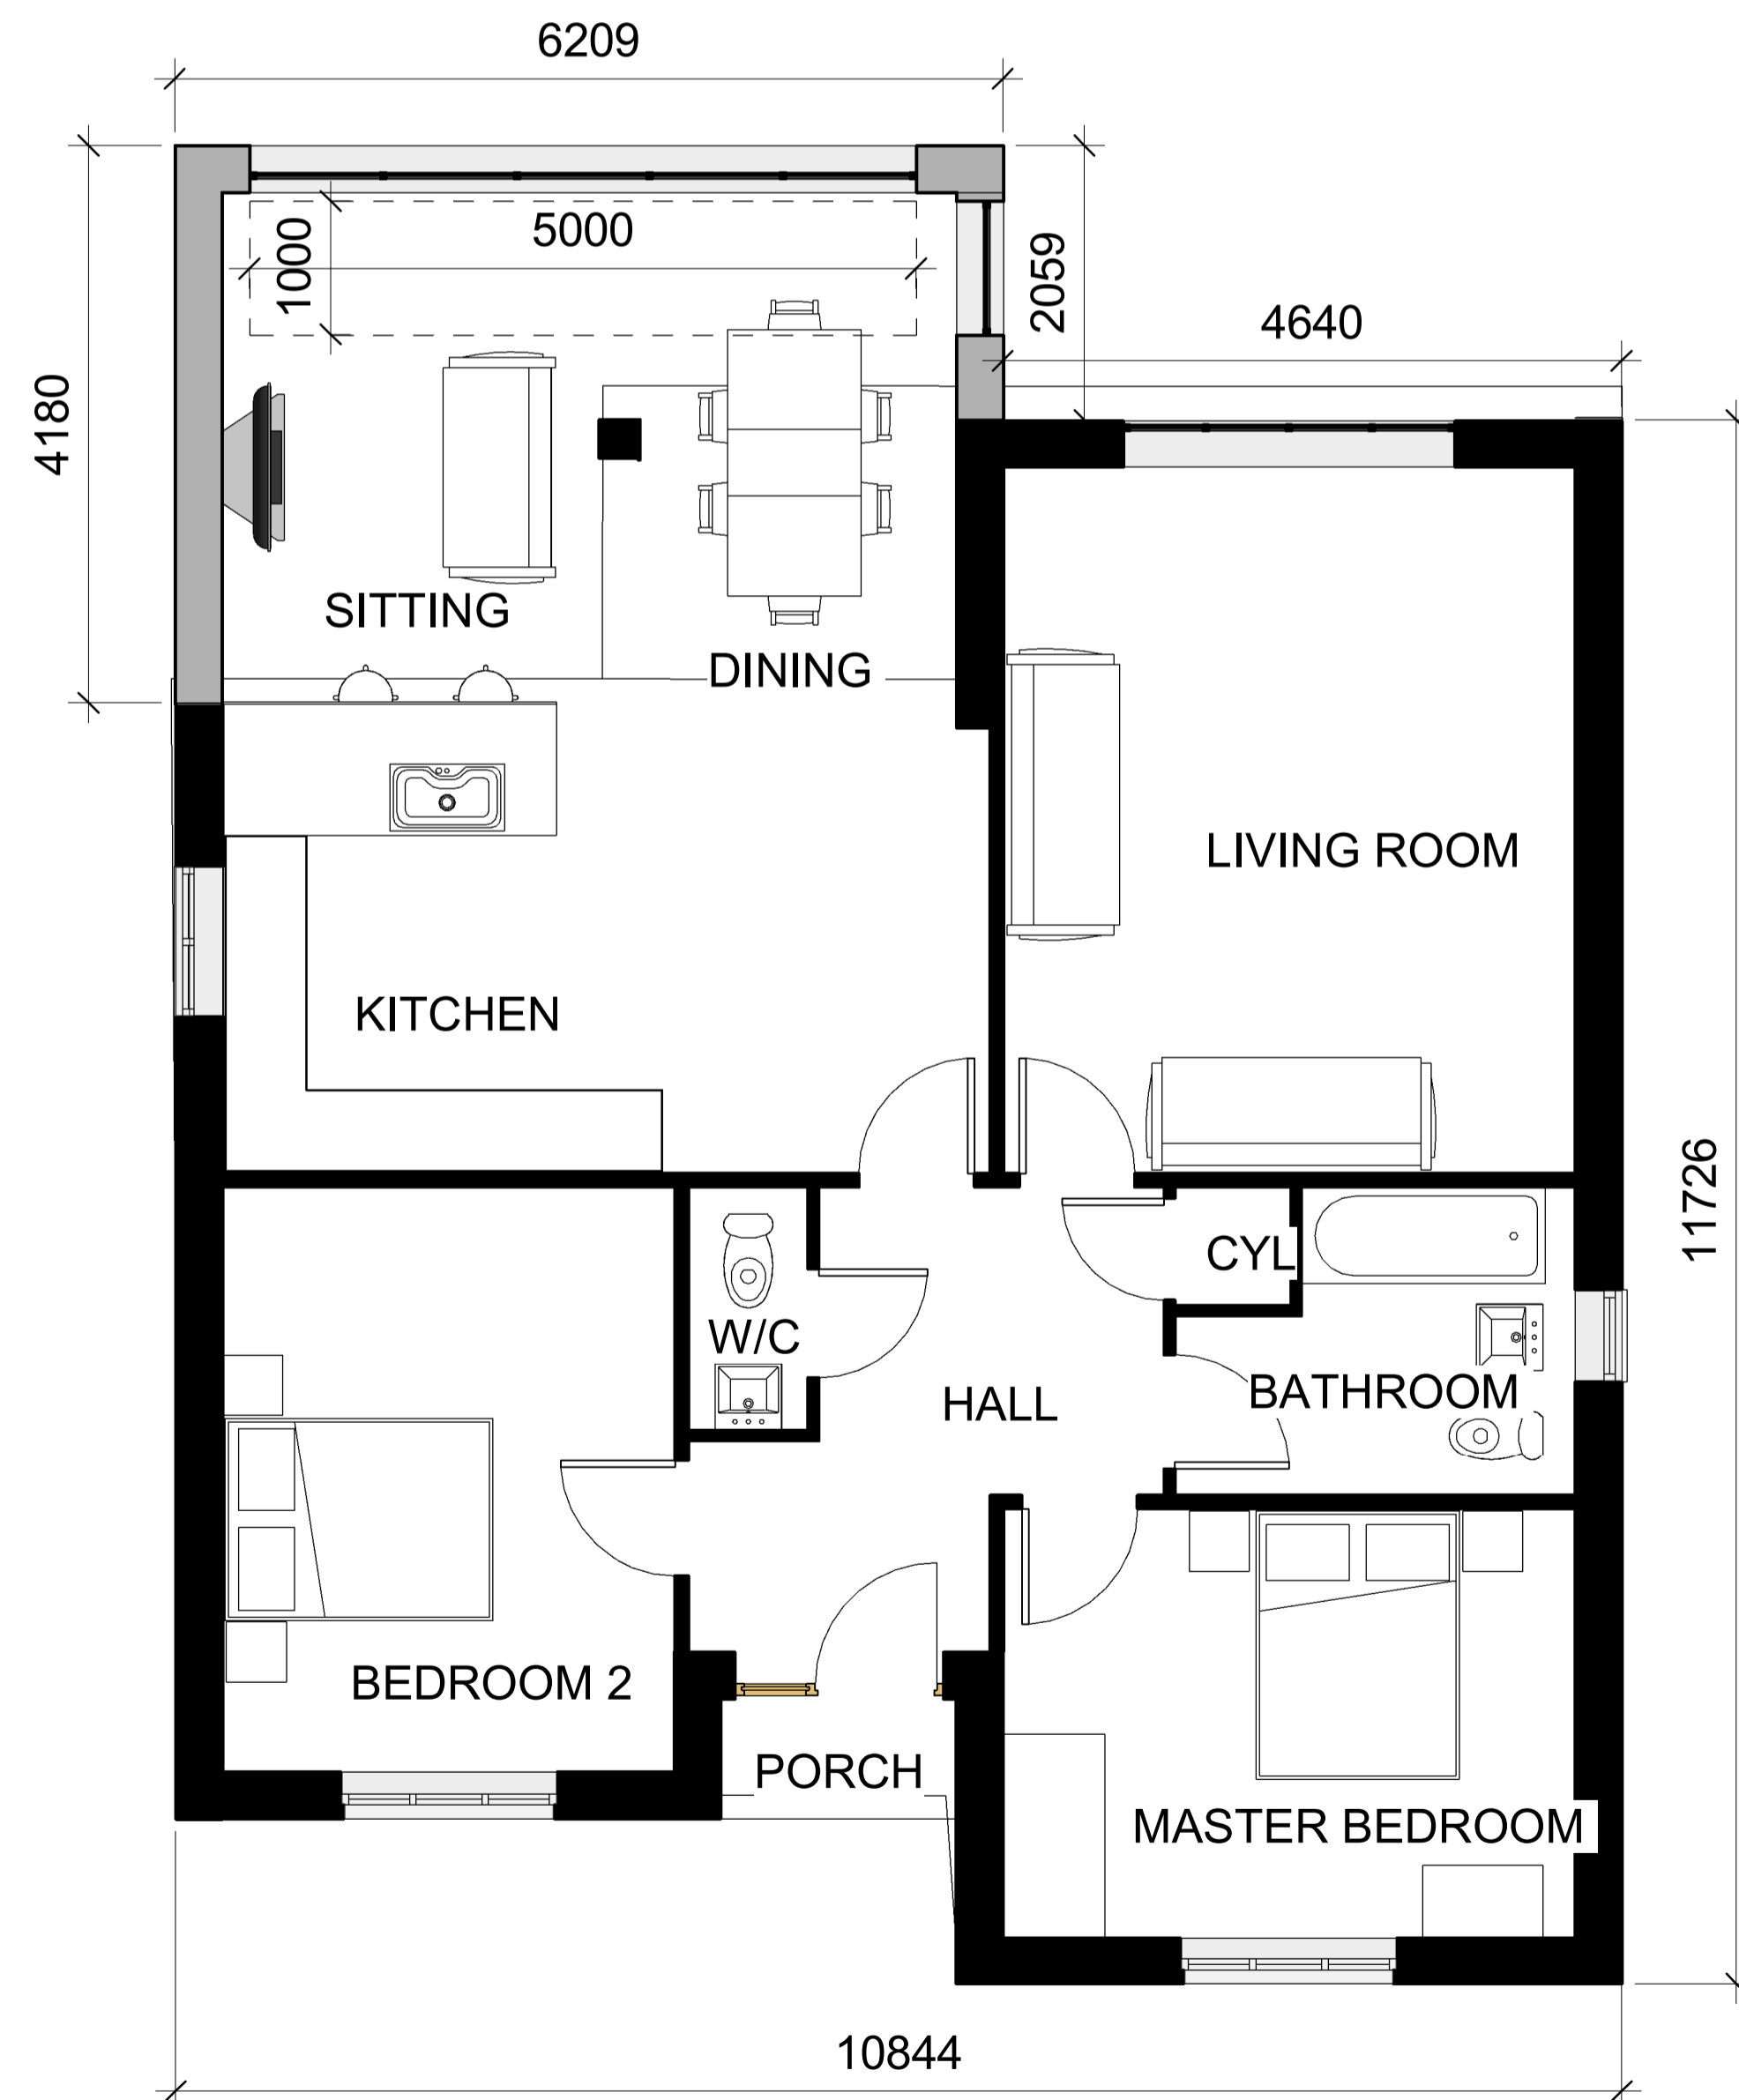 6209
5000
1000
2059
4640
4180
SITTING
DINING
LIVING ROOM
KITCHEN
11726
CYL
W/C
HALL
BATHROOM
BEDROOM 2
PORCH
MASTER BEDROOM
10844